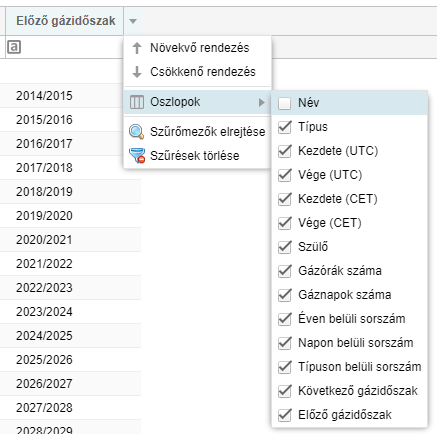 Előző gázidőszak
a
Növekvő rendezés
Csökkenő rendezés
Oszlopok
Szűrőmezők elrejtése
Szűrések törlése
Név
Típus
Kezdete (UTC)
Vége (UTC)
Kezdete (CET)
Vége (CET)
Szülő
Gázórák száma
Gáznapok száma
Éven belüli sorszám
Napon belüli sorszám
Típuson belüli sorszám
Következő gázidőszak
Előző gázidőszak
2014/2015
2015/2016
2016/2017
2017/2018
2018/2019
2019/2020
2020/2021
2021/2022
2022/2023
2023/2024
2024/2025
2025/2026
2026/2027
2027/2028
2028/2029